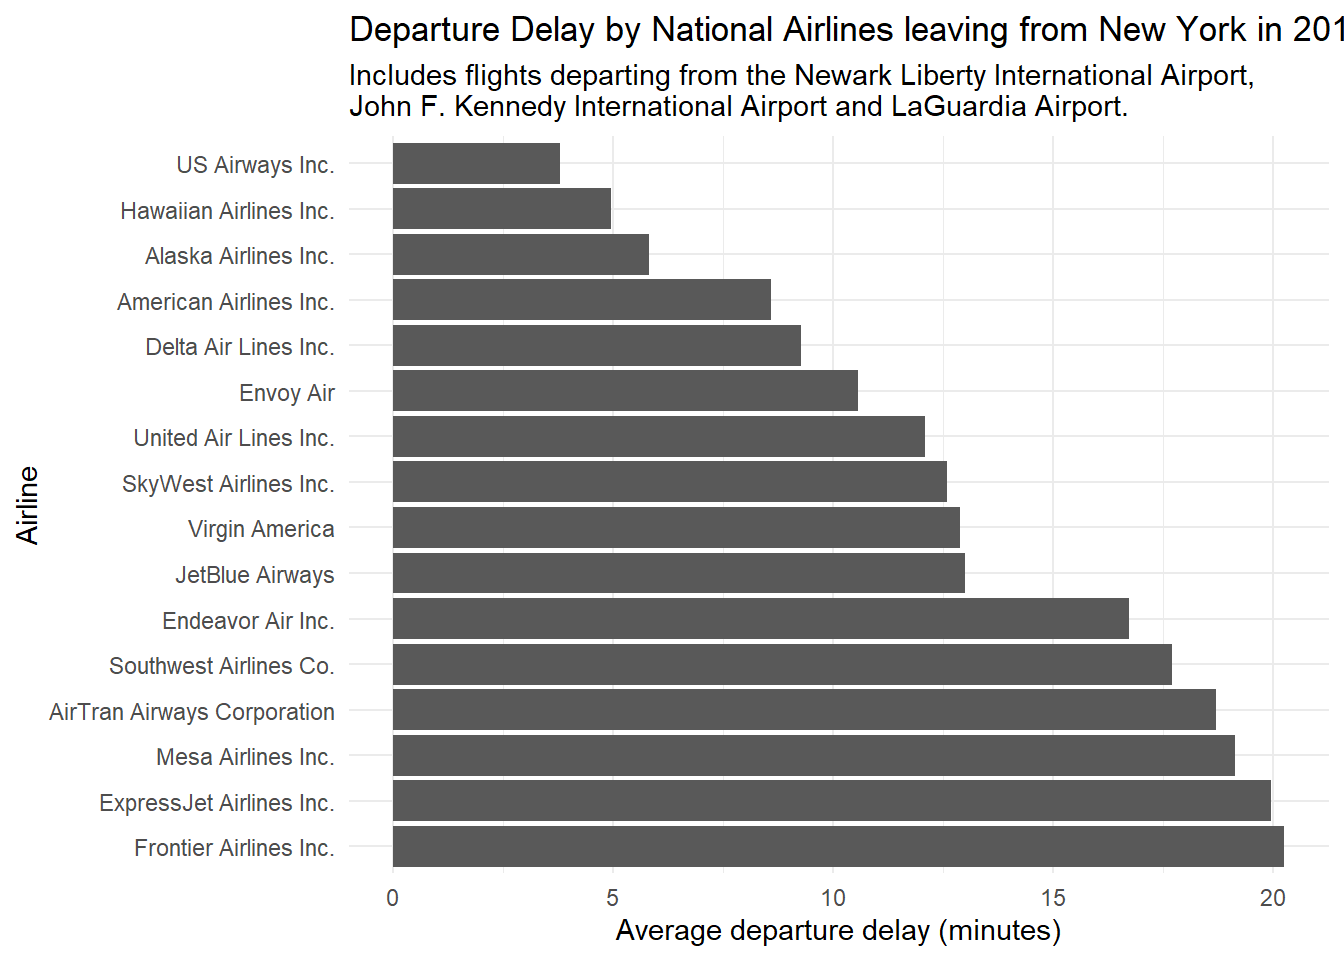 Departure Delay by National Airlines leaving from New York in 201
Includes flights departing from the Newark Liberty International Airport,
John F. Kennedy International Airport and LaGuardia Airport.
US Airways Inc.
Hawaiian Airlines Inc.
Alaska Airlines Inc.
American Airlines Inc.
Delta Air Lines Inc.
Envoy Air
United Air Lines Inc.
SkyWest Airlines Inc.
Virgin America
JetBlue Airways
Endeavor Air Inc.
Southwest Airlines Co.
AirTran Airways Corporation
Mesa Airlines Inc.
ExpressJet Airlines Inc.
Frontier Airlines Inc.
Airline
0 5 10 15 20
Average departure delay (minutes)